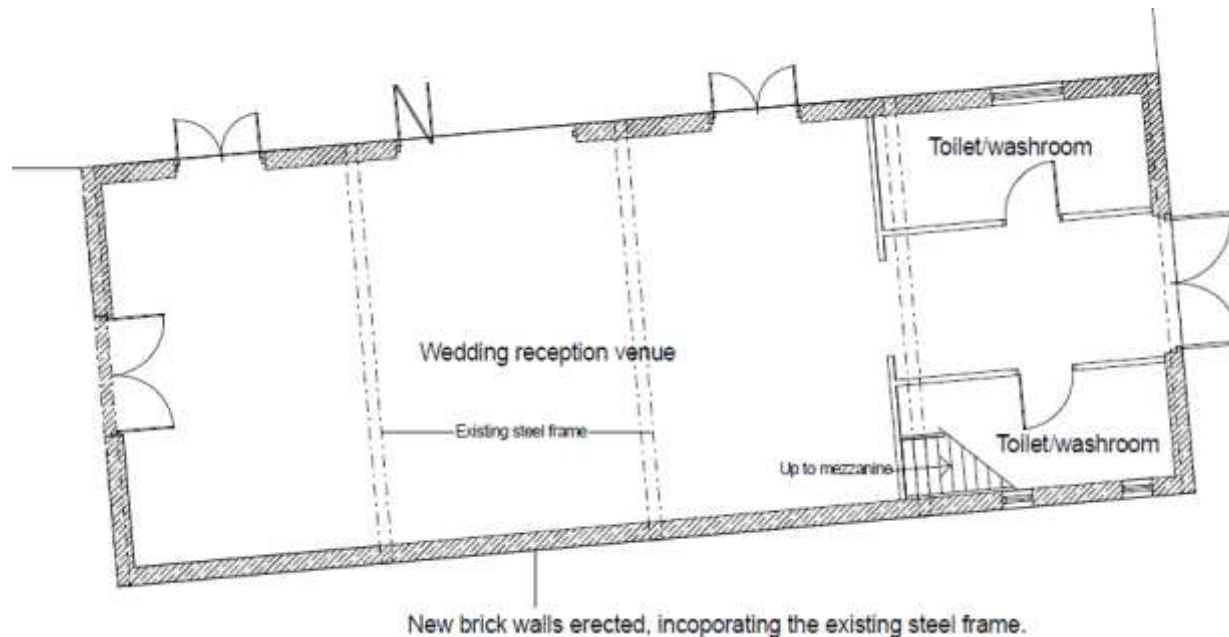 Toilet/washroom
Wedding reception venue
Existing steel frame
Toilet/washroom
Up to mezzanine
New brick walls erected, incoporating the existing steel frame.